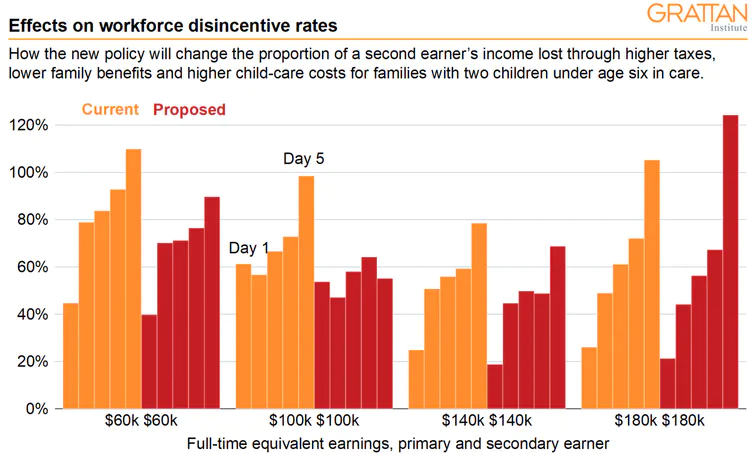 GRATTAN
Institute
Effects on workforce disincentive rates
How the new policy will change the proportion of a second earner's income lost through higher taxes,
lower family benefits and higher child-care costs for families with two children under age six in care.
Current Proposed
120%
100%
80%
60%
40%
20%
0%
Day 1
Day 5
$60k $60k
$100k $100k
$140k $140k
$180k $180k
Full-time equivalent earnings, primary and secondary earner